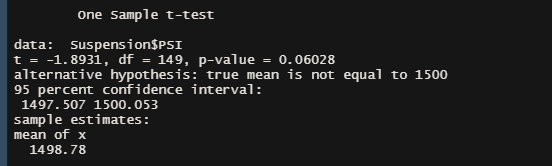 One Sample t-test
data:  Suspension$PSI
t = -1.8931, df = 149, p-value = 0.06028
alternative hypothesis: true mean is not equal to 1500
95 percent confidence interval:
1497.507 1500.053
sample estimates:
mean of x
1498.78